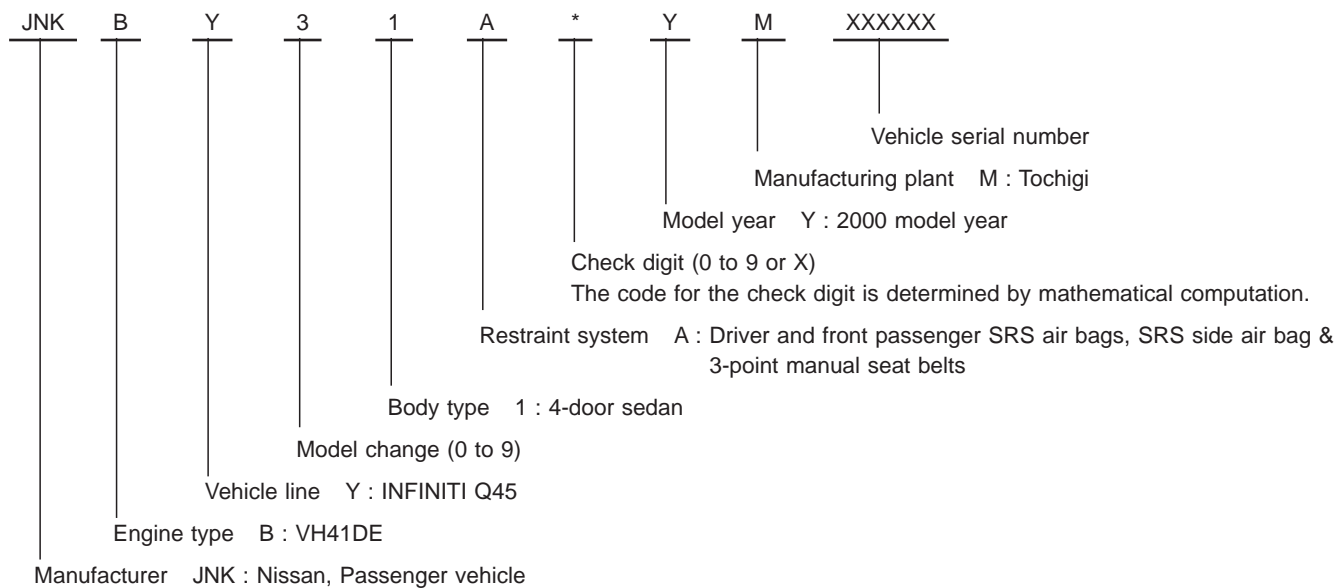 JNK B Y 3 1 A * Y M XXXXXX
Vehicle serial number
Manufacturing plant M : Tochigi
Model year Y : 2000 model year
Check digit (0 to 9 or X)
The code for the check digit is determined by mathematical computation.
Restraint system A : Driver and front passenger SRS air bags, SRS side air bag &
3-point manual seat belts
Body type 1 : 4-door sedan
Model change (0 to 9)
Vehicle line Y : INFINITI Q45
Engine type B : VH41DE
Manufacturer JNK : Nissan, Passenger vehicle